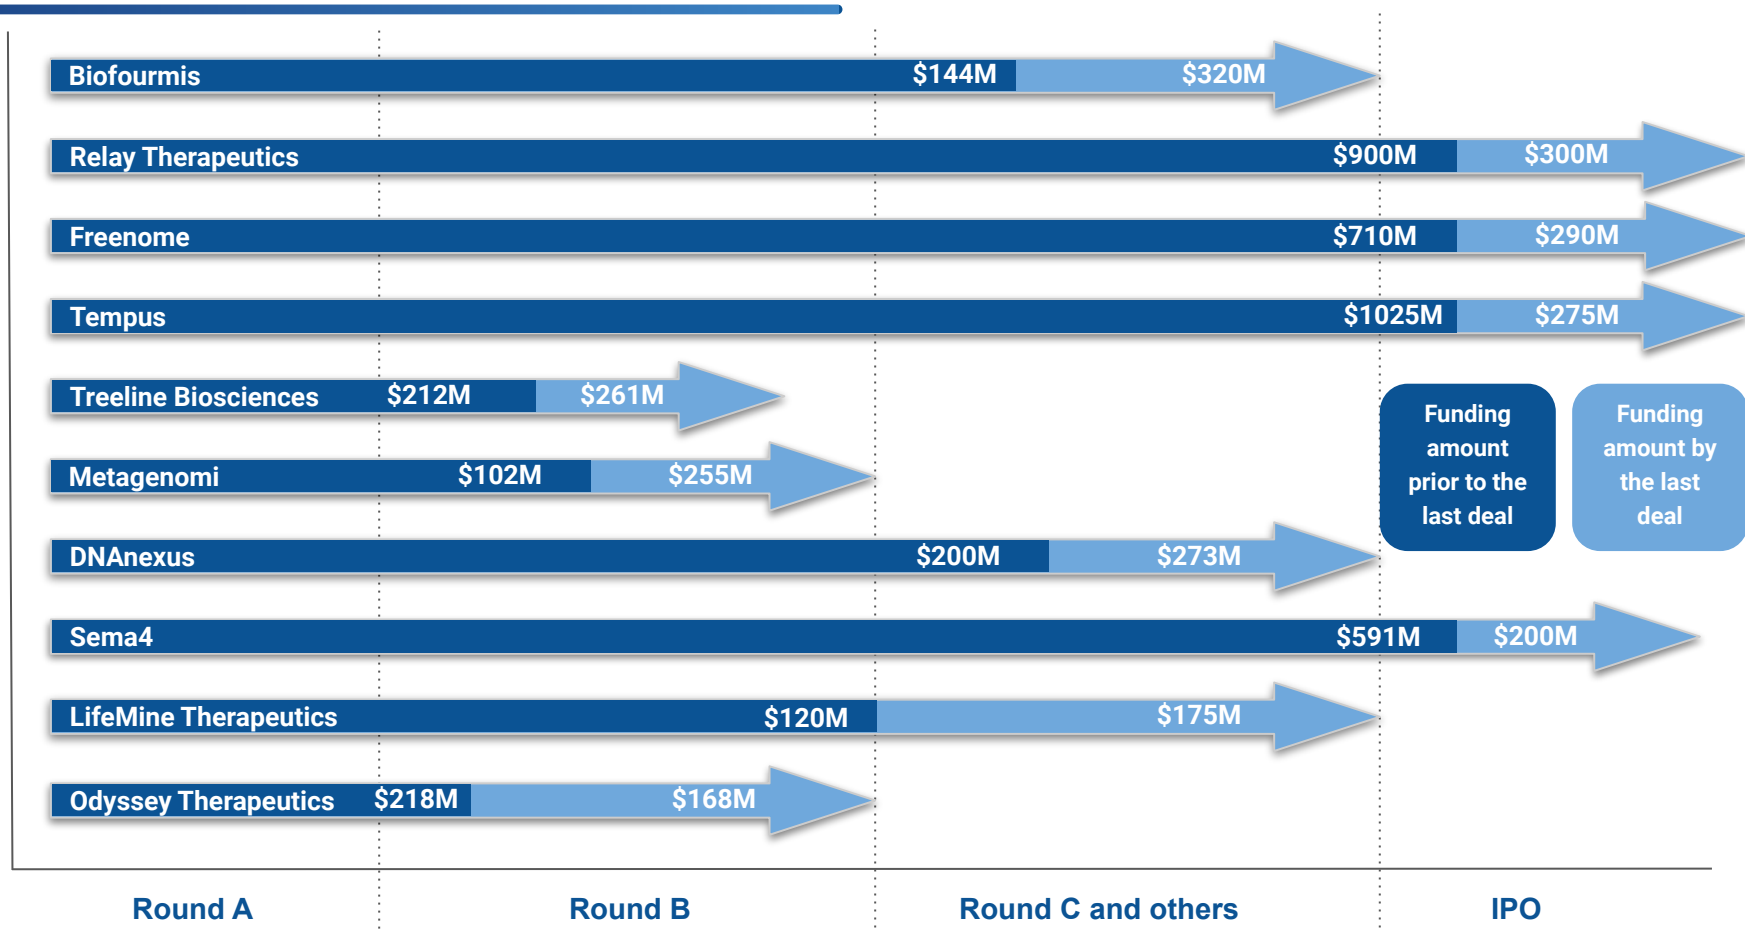 Biofourmis $144M $320M
Relay Therapeutics $900M $300M
Freenome $710M $290M
Tempus $1025M $275M
Treeline Biosciences $212M $261M
Metagenomi $102M $255M
Funding
amount
prior to the
last deal
Funding
amount by
the last
deal
DNAnexus $200M $273M
Sema4 $591M $200M
LifeMine Therapeutics $120M $175M
Odyssey Therapeutics $218M $168M
Round A Round B Round C and others IPO